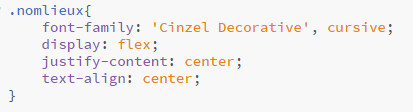 .nomlieux{
font-family: 'Cinzel Decorative', cursive;
display: flex;
justify-content: center;
text-align: center;
}